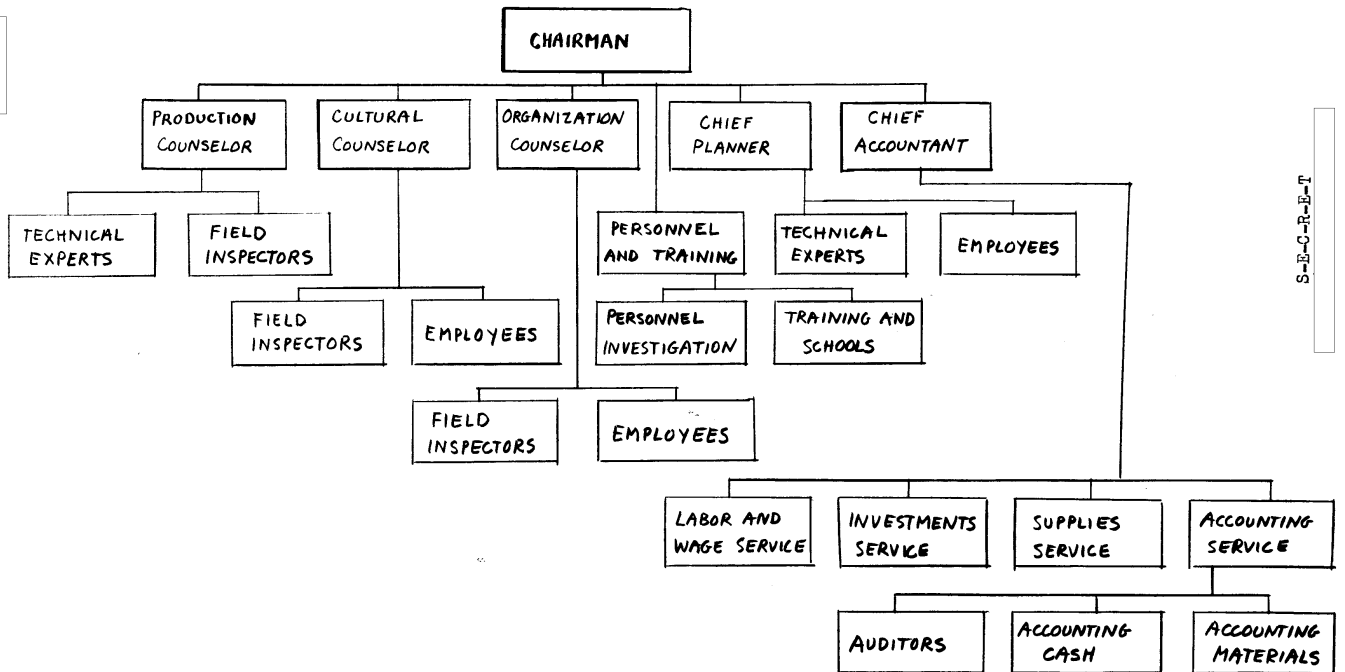 CHAIRMAN
PRODUCTION
COUNSELOR
CULTURAL
COUNSELOR
ORGANIZATION
COUNSELOR
CHIEF
PLANNER
CHIEF
ACCOUNTANT
S-E-C-R-E-T
TECHNICAL
EXPERTS
FIELD
INSPECTORS
PERSONNEL
AND TRAINING
TECHNICAL
EXPERTS
EMPLOYEES
FIELD
INSPECTORS
EMPLOYEES
PERSONNEL
INVESTIGATION
TRAINING AND
SCHOOLS
FIELD
INSPECTORS
EMPLOYEES
LABOR AND
WAGE SERVICE
INVESTMENTS
SERVICE
SUPPLIES
SERVICE
ACCOUNTING
SERVICE
AUDITORS
ACCOUNTING
CASH
ACCOUNTING
MATERIALS